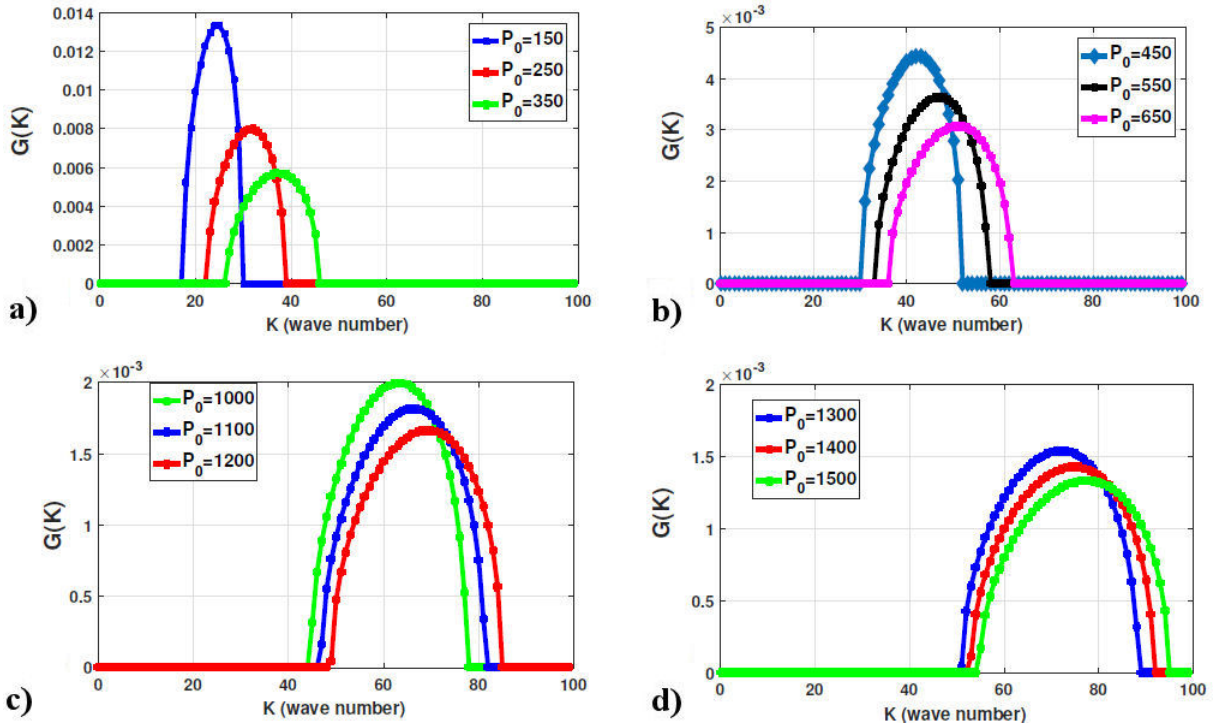 0.014
0.012
0.01
0.008
0.006
0.004
0.002
0
G(K)
0 20 40 60 80 100
K (wave number)
P0=150
P0=250
P0=350
a)
×10-3
5
4
3
2
1
0
G(K)
0 20 40 60 80 100
K (wave number)
P0=450
P0=550
P0=650
b)
×10-3
2
1.5
1
0.5
0
G(K)
0 20 40 60 80 100
K (wave number)
P0=1000
P0=1100
P0=1200
c)
×10-3
2
1.5
1
0.5
0
G(K)
0 20 40 60 80 100
K (wave number)
P0=1300
P0=1400
P0=1500
d)